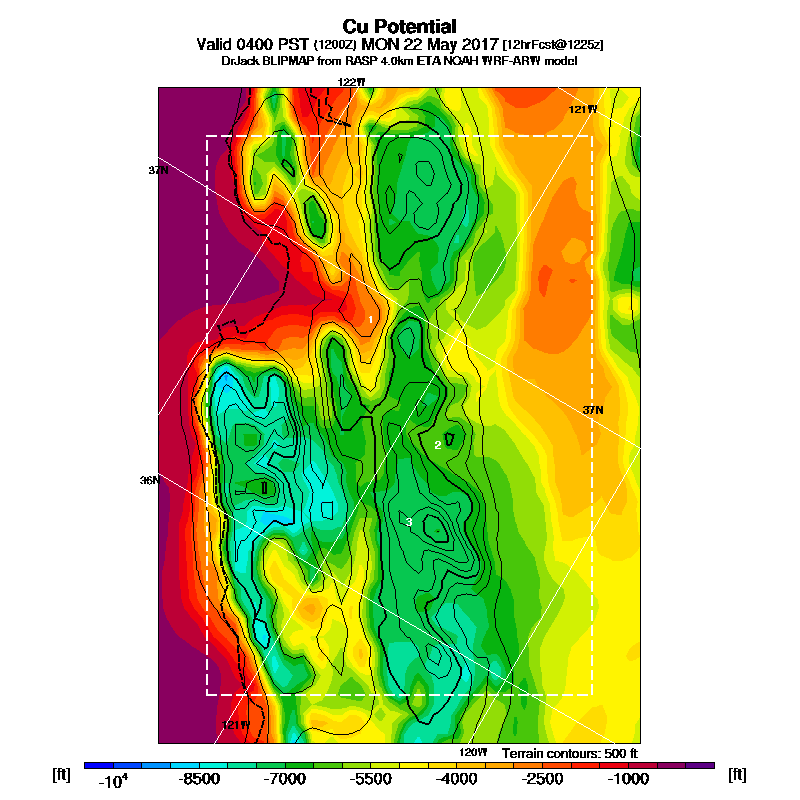 Cu Potential
Valid 0400 PST (1200Z) MON 22 May 2017 [12hrFcst@1225z]
DrJack BLIPMAP from RASP 4.0km ETA NOAH WRF-ARW model
122W
121W
37N
1
37N
2
36N
3
121W
120W Terrain contours: 500 ft
[ft] -10⁴ -8500 -7000 -5500 -4000 -2500 -1000 [ft]